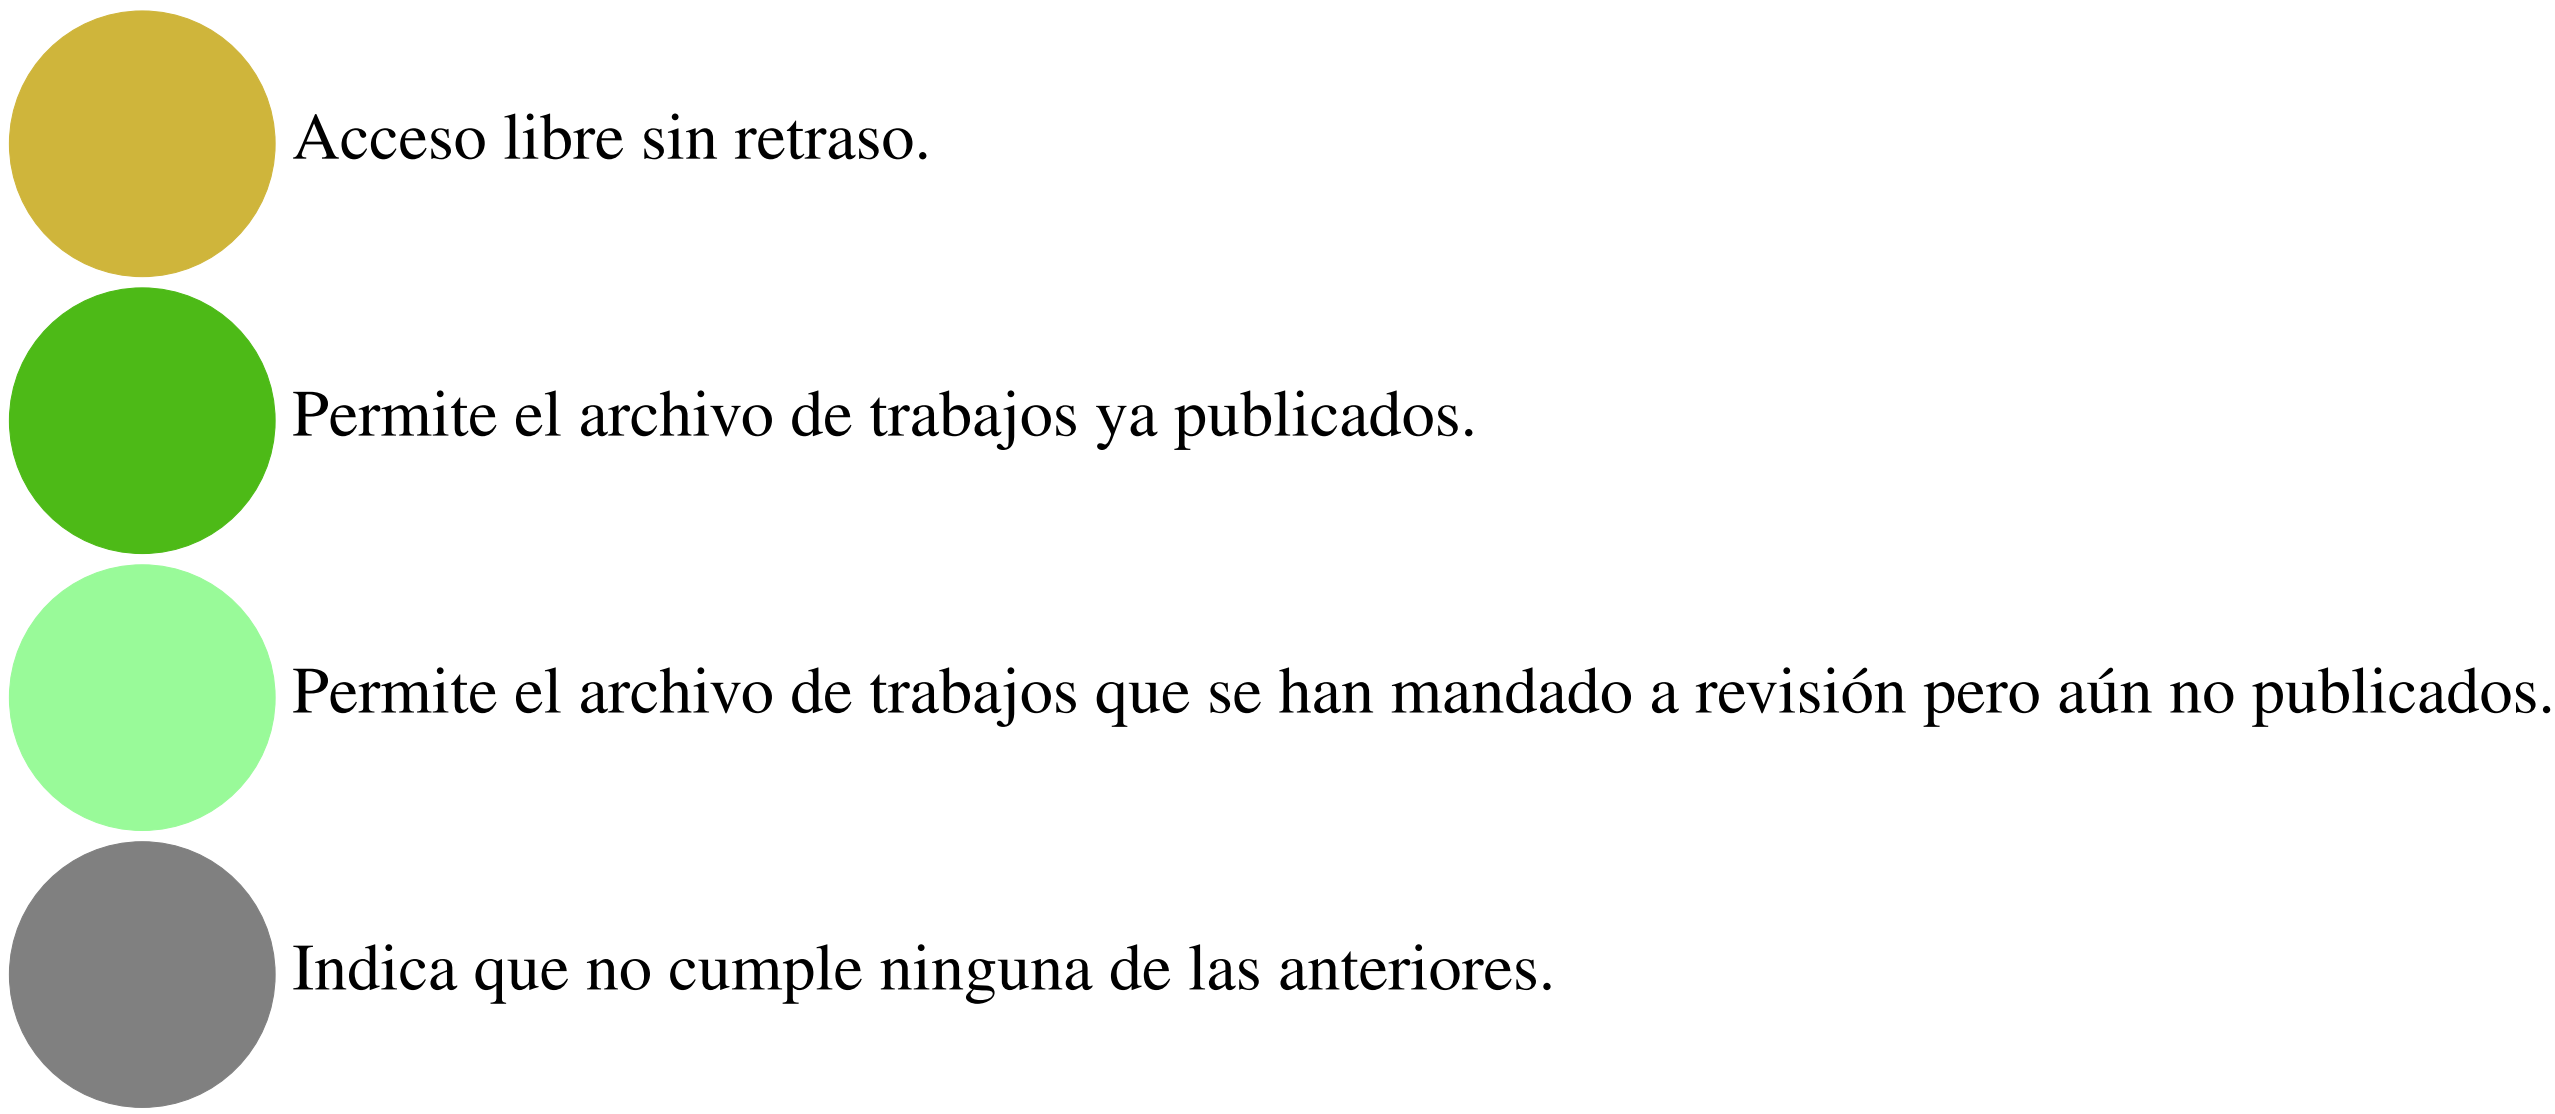 Acceso libre sin retraso.
Permite el archivo de trabajos ya publicados.
Permite el archivo de trabajos que se han mandado a revisión pero aún no publicados.
Indica que no cumple ninguna de las anteriores.